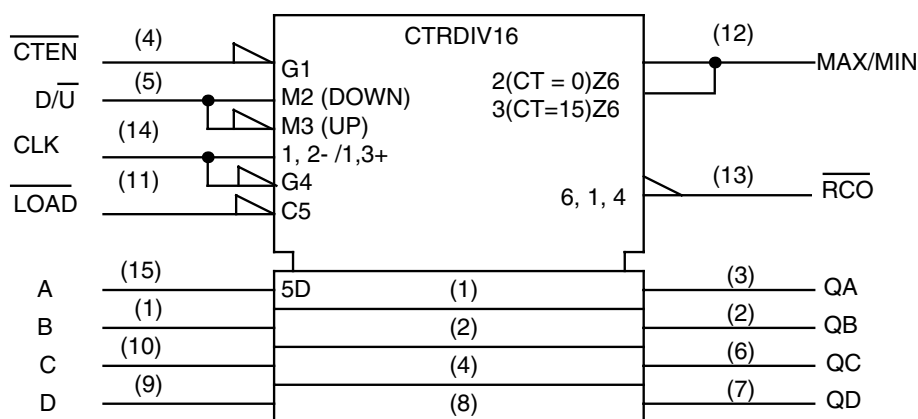 CTRDIV16
CTEN (4) G1
(12) MAX/MIN
D/U (5) M2 (DOWN)
2(CT = 0)Z6
M3 (UP)
3(CT=15)Z6
CLK (14) 1, 2- /1,3+
G4
LOAD (11) C5
6, 1, 4 (13) RCO
A (15) 5D (1) (3) QA
B (1) (2) (2) QB
C (10) (4) (6) QC
D (9) (8) (7) QD